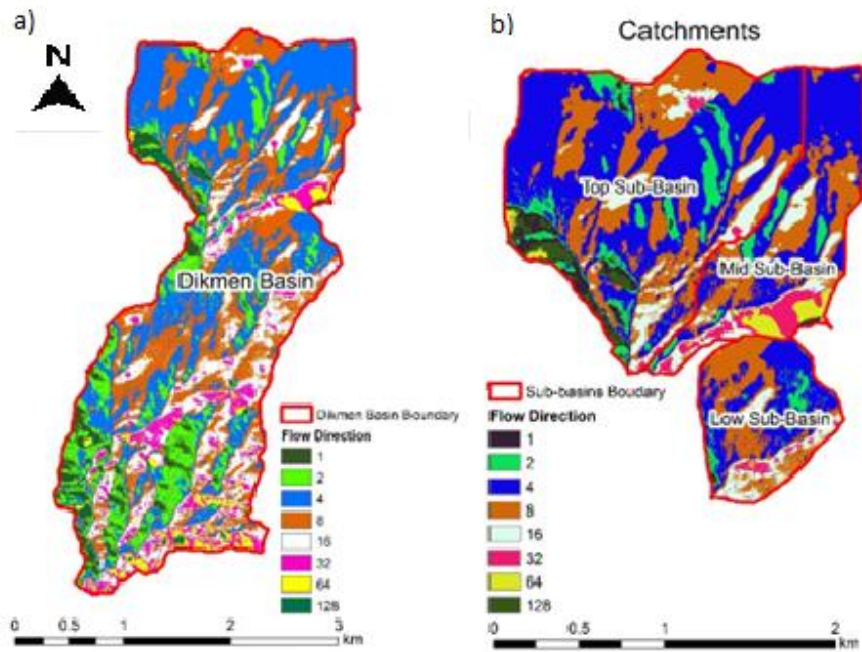 a)
N
Dikmen Basin
Dikmen Basin Boundary
Flow Direction
1
2
4
8
16
32
64
128
0 0.5 1 2 3
km
b)
Catchments
Top Sub-Basin
Mid Sub-Basin
Low Sub-Basin
Sub-basins Boudary
Flow Direction
1
2
4
8
16
32
64
128
0 0.5 1 2
km